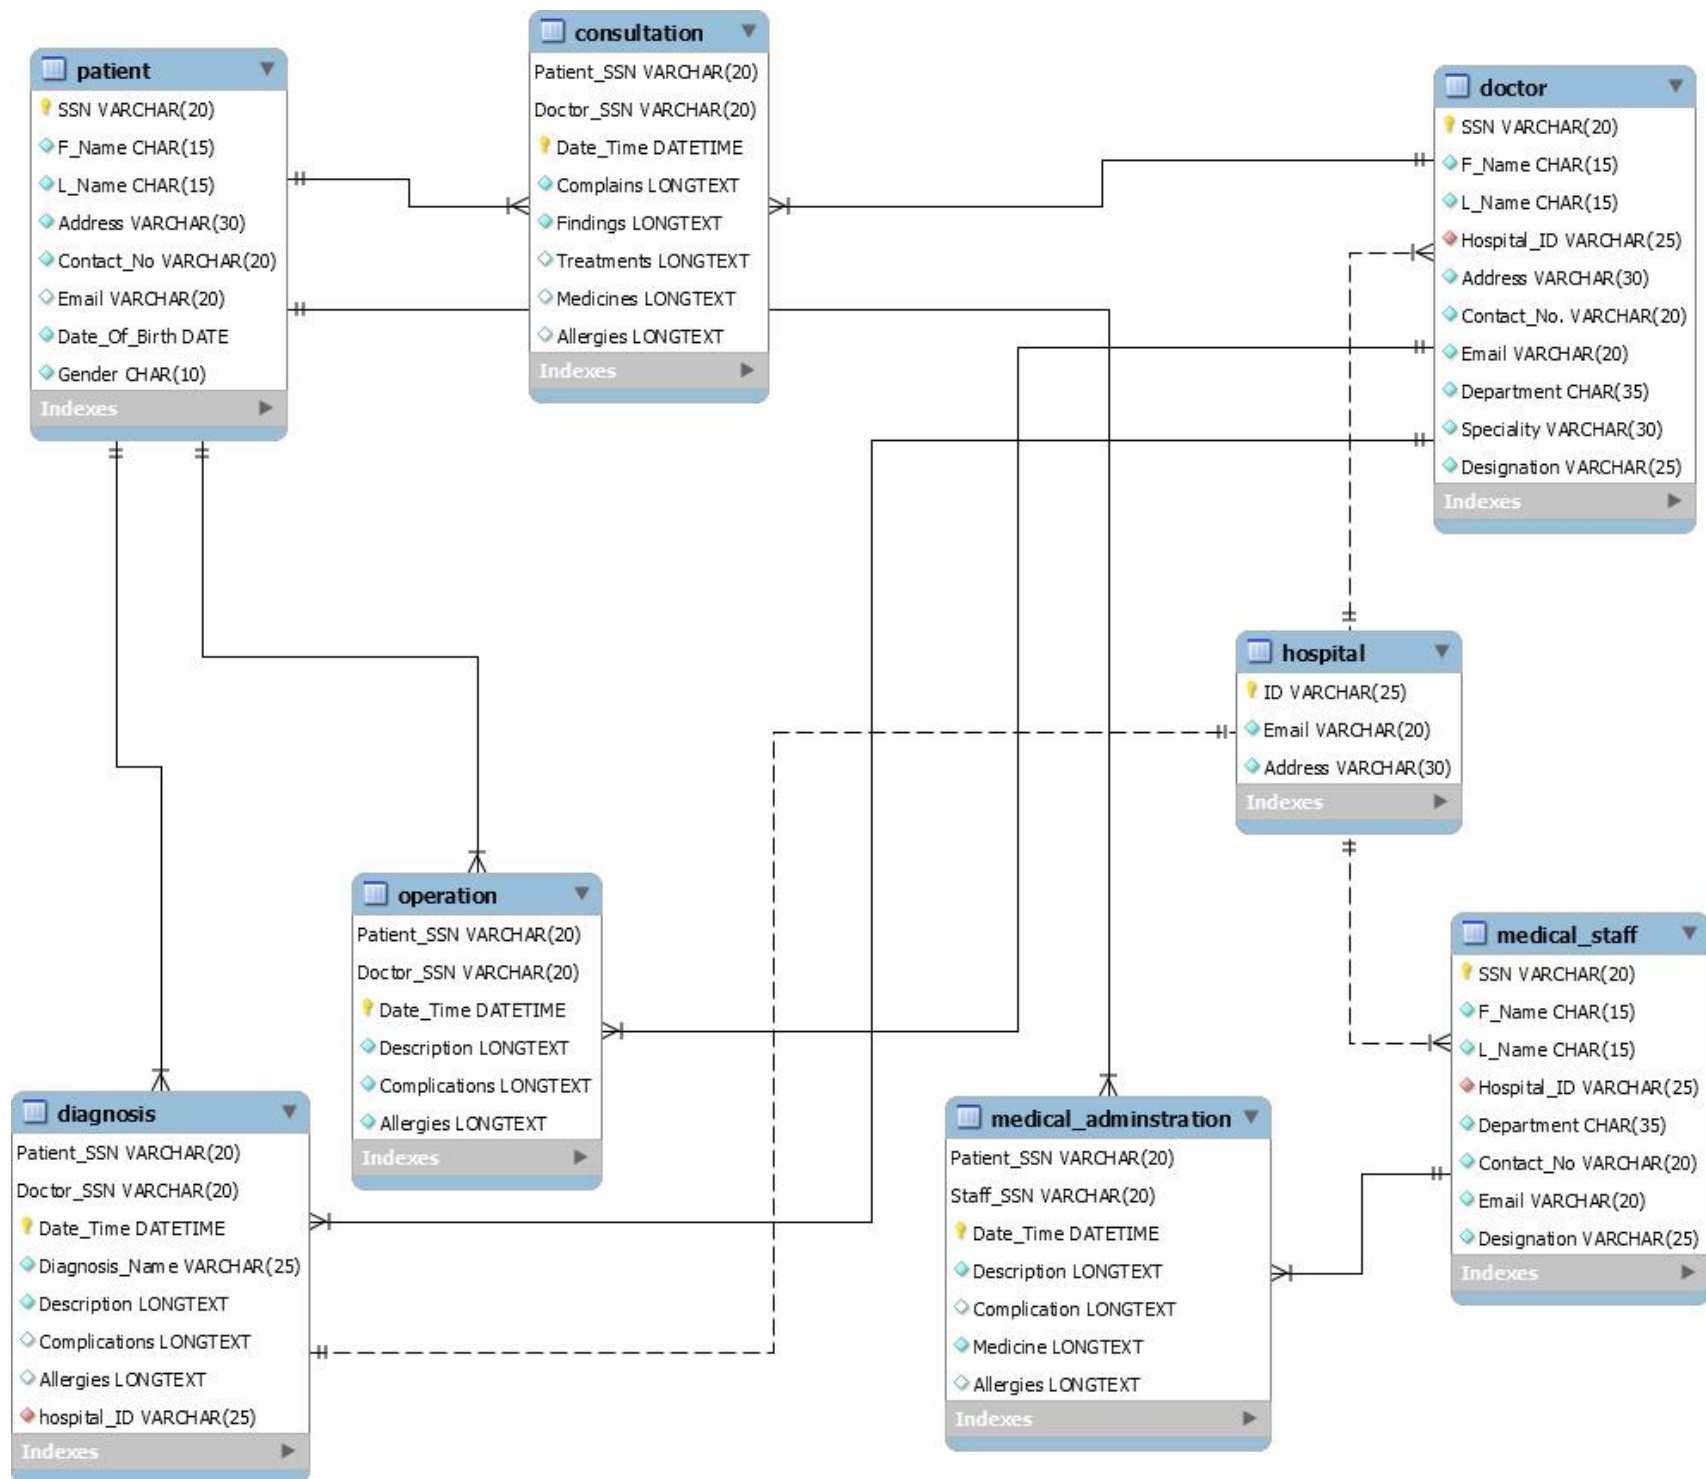 patient
SSN VARCHAR(20)
F_Name CHAR(15)
L_Name CHAR(15)
Address VARCHAR(30)
Contact_No VARCHAR(20)
Email VARCHAR(20)
Date_Of_Birth DATE
Gender CHAR(10)
Indexes
consultation
Patient_SSN VARCHAR(20)
Doctor_SSN VARCHAR(20)
Date_Time DATETIME
Complains LONGTEXT
Findings LONGTEXT
Treatments LONGTEXT
Medicines LONGTEXT
Allergies LONGTEXT
Indexes
doctor
SSN VARCHAR(20)
F_Name CHAR(15)
L_Name CHAR(15)
Hospital_ID VARCHAR(25)
Address VARCHAR(30)
Contact_No. VARCHAR(20)
Email VARCHAR(20)
Department CHAR(35)
Speciality VARCHAR(30)
Designation VARCHAR(25)
Indexes
hospital
ID VARCHAR(25)
Email VARCHAR(20)
Address VARCHAR(30)
Indexes
operation
Patient_SSN VARCHAR(20)
Doctor_SSN VARCHAR(20)
Date_Time DATETIME
Description LONGTEXT
Complications LONGTEXT
Allergies LONGTEXT
Indexes
medical_staff
SSN VARCHAR(20)
F_Name CHAR(15)
L_Name CHAR(15)
Hospital_ID VARCHAR(25)
Department CHAR(35)
Contact_No VARCHAR(20)
Email VARCHAR(20)
Designation VARCHAR(25)
Indexes
diagnosis
Patient_SSN VARCHAR(20)
Doctor_SSN VARCHAR(20)
Date_Time DATETIME
Diagnosis_Name VARCHAR(25)
Description LONGTEXT
Complications LONGTEXT
Allergies LONGTEXT
hospital_ID VARCHAR(25)
Indexes
medical_adminstration
Patient_SSN VARCHAR(20)
Staff_SSN VARCHAR(20)
Date_Time DATETIME
Description LONGTEXT
Complication LONGTEXT
Medicine LONGTEXT
Allergies LONGTEXT
Indexes